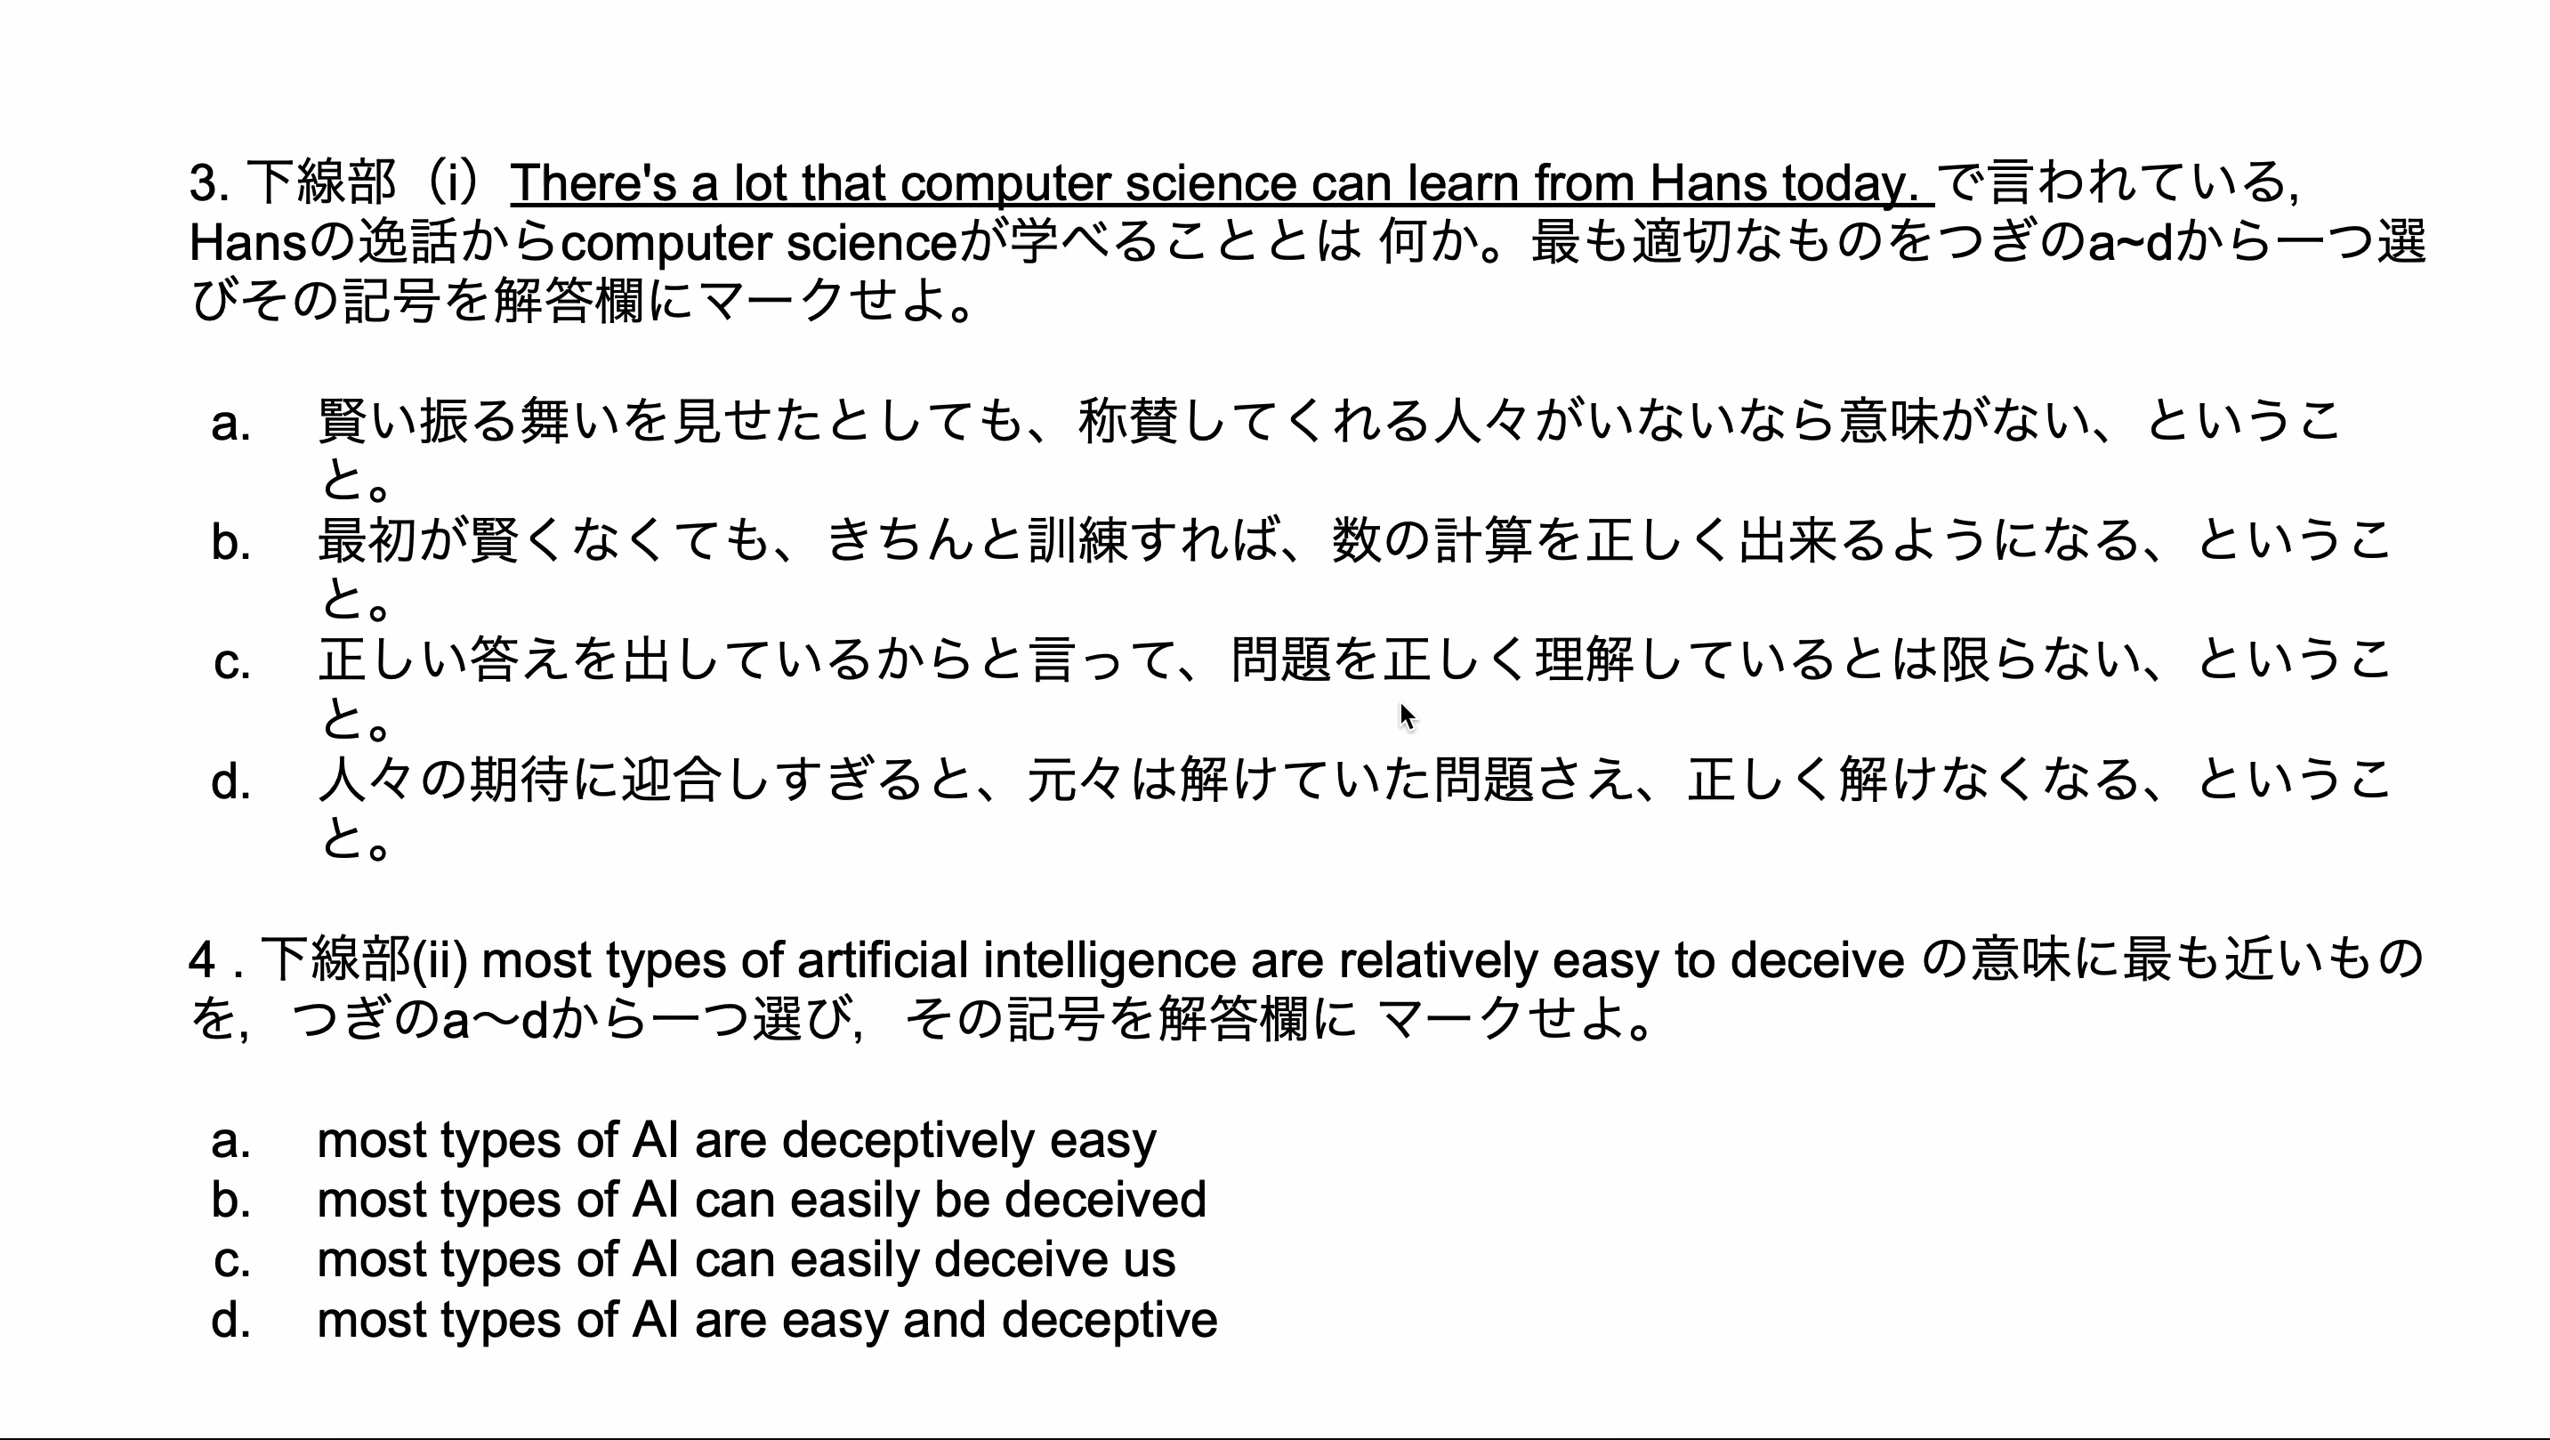 3. 下線部（i）There's a lot that computer science can learn from Hans today. で言われている,
Hansの逸話からcomputer scienceが学べることとは 何か。最も適切なものをつぎのa~dから一つ選
びその記号を解答欄にマークせよ。
a. 賢い振る舞いを見せたとしても、称賛してくれる人々がいないなら意味がない、というこ
と。
b. 最初が賢くなくても、きちんと訓練すれば、数の計算を正しく出来るようになる、というこ
と。
c. 正しい答えを出しているからと言って、問題を正しく理解しているとは限らない、というこ
と。
d. 人々の期待に迎合しすぎると、元々は解けていた問題さえ、正しく解けなくなる、というこ
と。
4 . 下線部(ii) most types of artificial intelligence are relatively easy to deceive の意味に最も近いもの
を, つぎのa〜dから一つ選び, その記号を解答欄に マークせよ。
a. most types of AI are deceptively easy
b. most types of AI can easily be deceived
c. most types of AI can easily deceive us
d. most types of AI are easy and deceptive